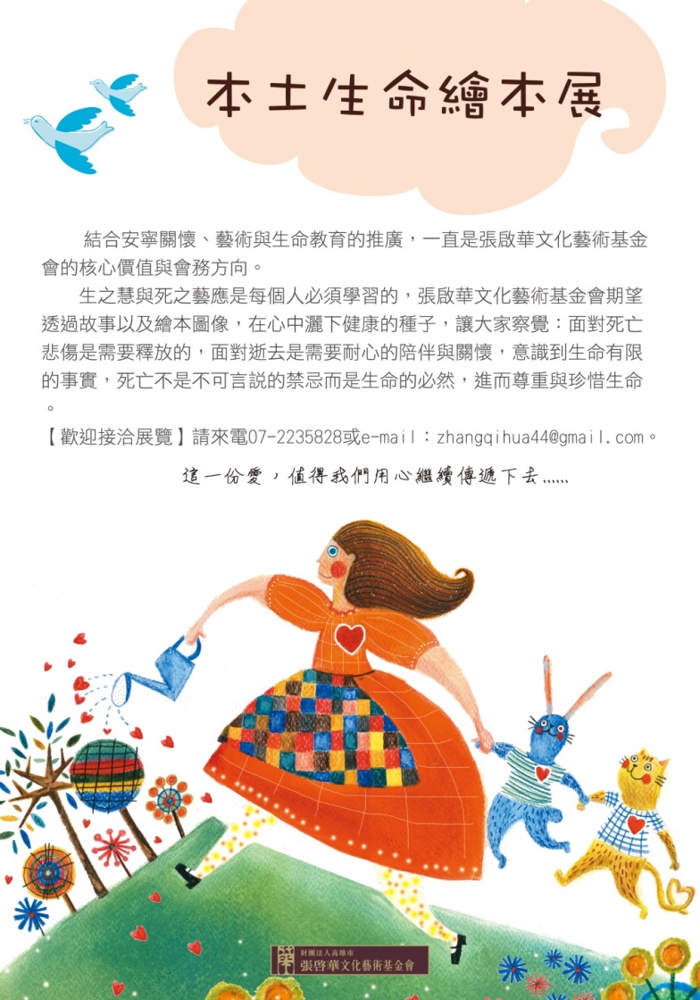 本土生命繪本展
結合安寧關懷、藝術與生命教育的推廣，一直是張啟華文化藝術基金
會的核心價值與會務方向。
生之慧與死之藝應是每個人必須學習的，張啟華文化藝術基金會期望
透過故事以及繪本圖像，在心中灑下健康的種子，讓大家察覺：面對死亡
悲傷是需要釋放的，面對逝去是需要耐心的陪伴與關懷，意識到生命有限
的事實，死亡不是不可言説的禁忌而是生命的必然，進而尊重與珍惜生命
。
【歡迎接洽展覽】請來電07-2235828或e-mail：zhangqihua44@gmail.com。
這一份愛，值得我們用心繼續傳遞下去......
財團法人高雄市
張啓華文化藝術基金會